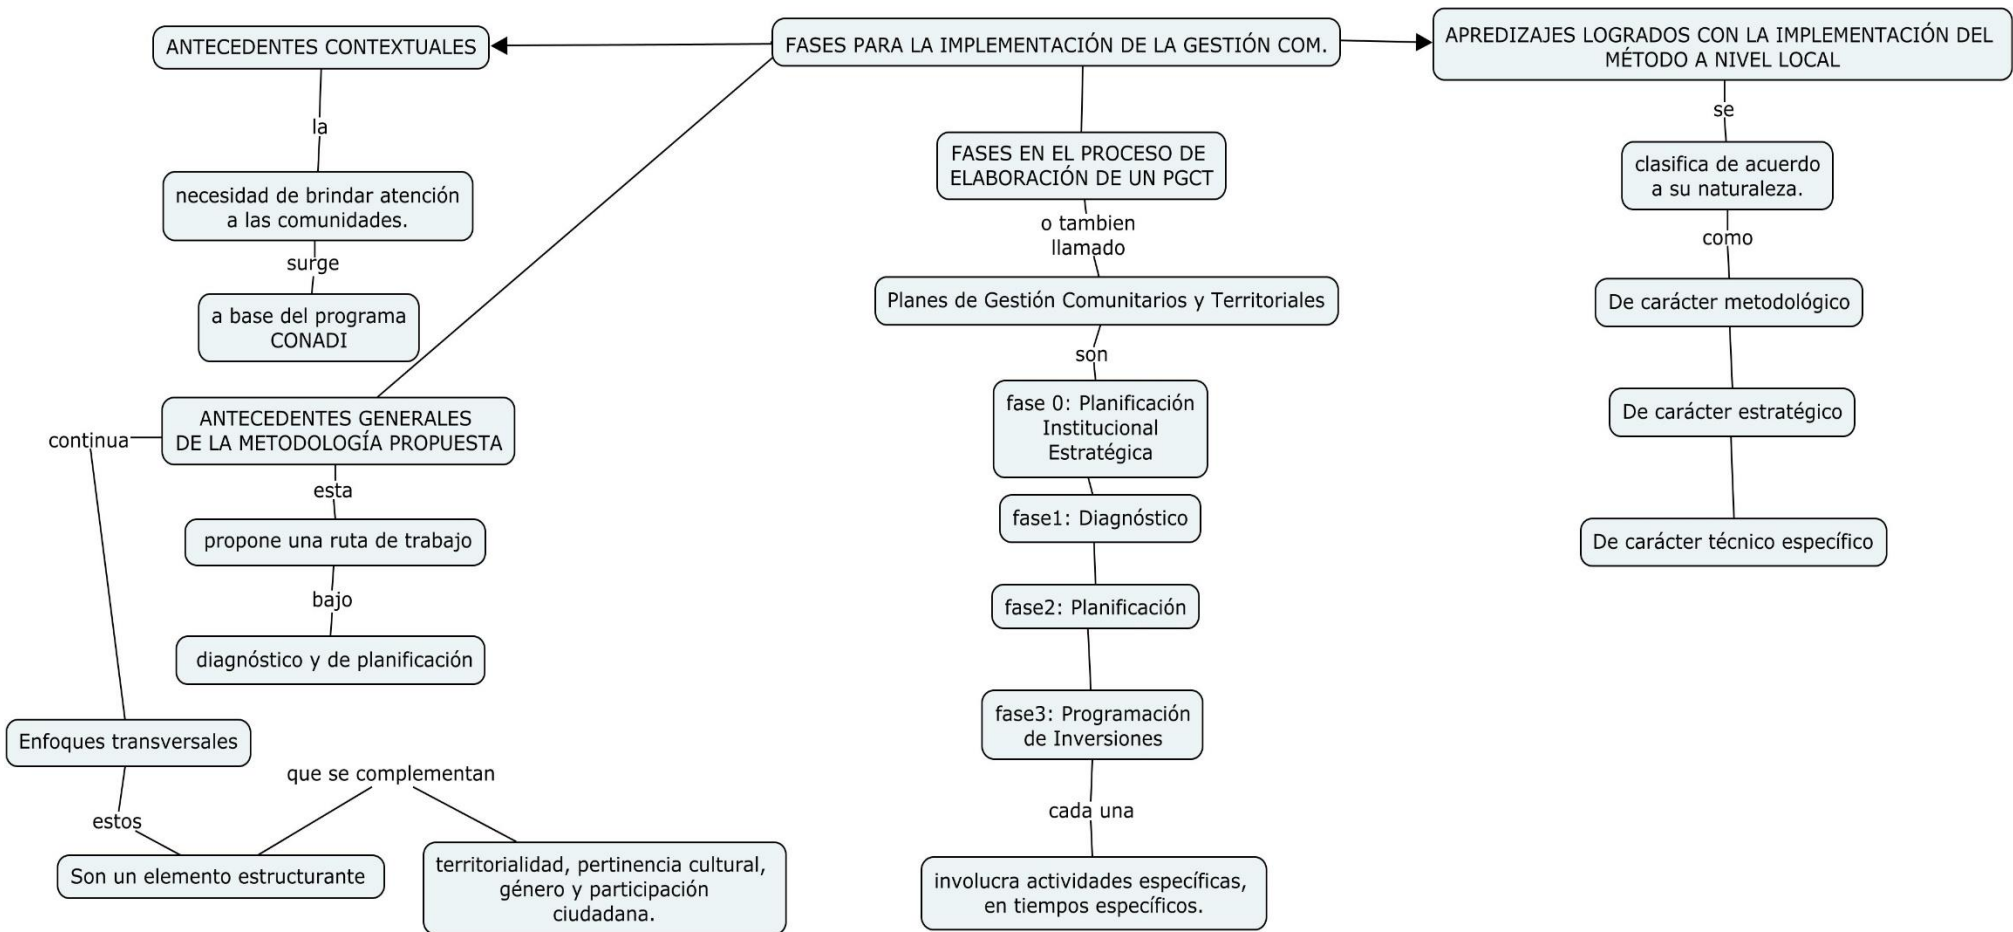 ANTECEDENTES CONTEXTUALES
FASES PARA LA IMPLEMENTACIÓN DE LA GESTIÓN COM.
APREDIZAJES LOGRADOS CON LA IMPLEMENTACIÓN DEL
MÉTODO A NIVEL LOCAL
la
necesidad de brindar atención
a las comunidades.
surge
a base del programa
CONADI
ANTECEDENTES GENERALES
DE LA METODOLOGÍA PROPUESTA
continua
esta
propone una ruta de trabajo
bajo
diagnóstico y de planificación
Enfoques transversales
estos
Son un elemento estructurante
que se complementan
territorialidad, pertinencia cultural,
género y participación
ciudadana.
FASES EN EL PROCESO DE
ELABORACIÓN DE UN PGCT
o tambien
llamado
Planes de Gestión Comunitarios y Territoriales
son
fase 0: Planificación
Institucional
Estratégica
fase1: Diagnóstico
fase2: Planificación
fase3: Programación
de Inversiones
cada una
involucra actividades específicas,
en tiempos específicos.
se
clasifica de acuerdo
a su naturaleza.
como
De carácter metodológico
De carácter estratégico
De carácter técnico específico